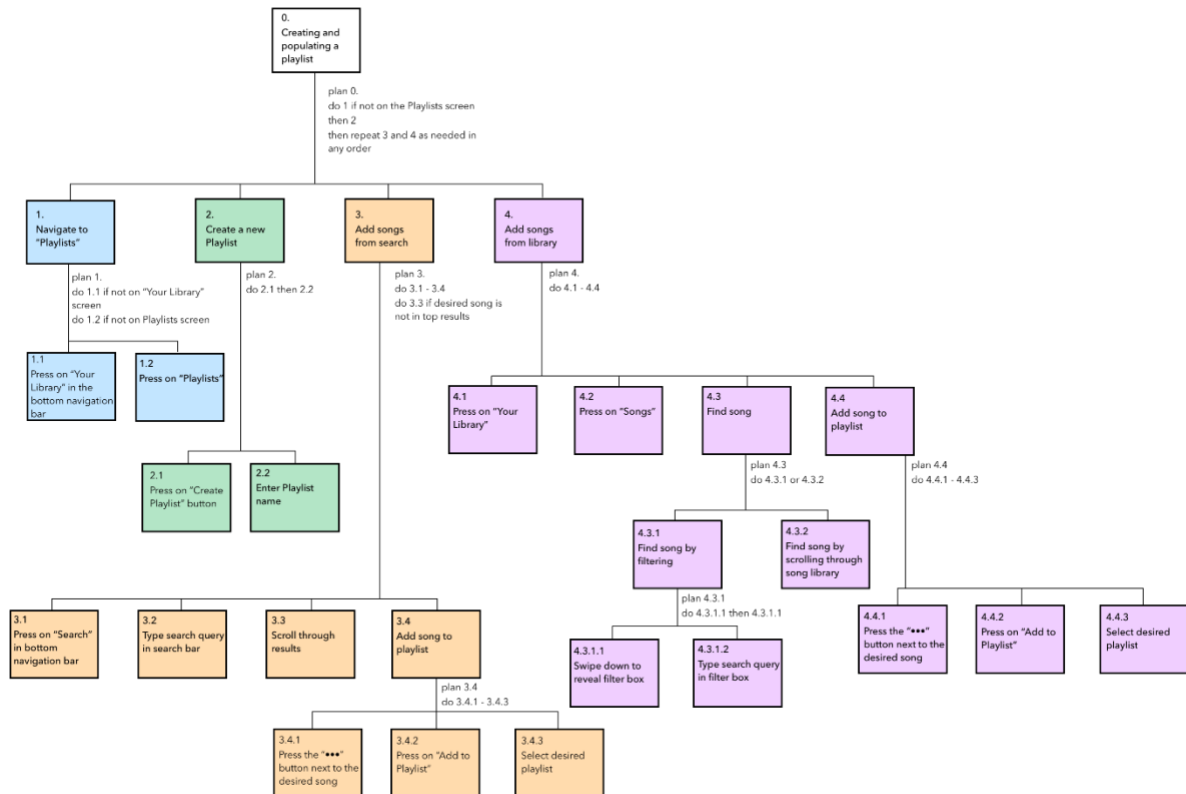 0.
Creating and
populating a
playlist
plan 0.
do 1 if not on the Playlists screen
then 2
then repeat 3 and 4 as needed in
any order
1.
Navigate to
"Playlists"
2.
Create a new
Playlist
3.
Add songs
from search
4.
Add songs
from library
plan 1.
do 1.1 if not on "Your Library"
screen
do 1.2 if not on Playlists screen
plan 2.
do 2.1 then 2.2
plan 3.
do 3.1 - 3.4
do 3.3 if desired song is
not in top results
plan 4.
do 4.1 - 4.4
1.1
Press on "Your
Library" in the
bottom navigation
bar
1.2
Press on "Playlists"
4.1
Press on "Your
Library"
4.2
Press on "Songs"
4.3
Find song
4.4
Add song to
playlist
2.1
Press on "Create
Playlist" button
2.2
Enter Playlist
name
plan 4.3
do 4.3.1 or 4.3.2
plan 4.4
do 4.4.1 - 4.4.3
4.3.1
Find song by
filtering
4.3.2
Find song by
scrolling through
song library
plan 4.3.1
do 4.3.1.1 then 4.3.1.1
3.1
Press on "Search"
in bottom
navigation bar
3.2
Type search query
in search bar
3.3
Scroll through
results
3.4
Add song to
playlist
4.3.1.1
Swipe down to
reveal filter box
4.3.1.2
Type search query
in filter box
4.4.1
Press the "•••"
button next to the
desired song
4.4.2
Press on "Add to
Playlist"
4.4.3
Select desired
playlist
plan 3.4
do 3.4.1 - 3.4.3
3.4.1
Press the "•••"
button next to the
desired song
3.4.2
Press on "Add to
Playlist"
3.4.3
Select desired
playlist